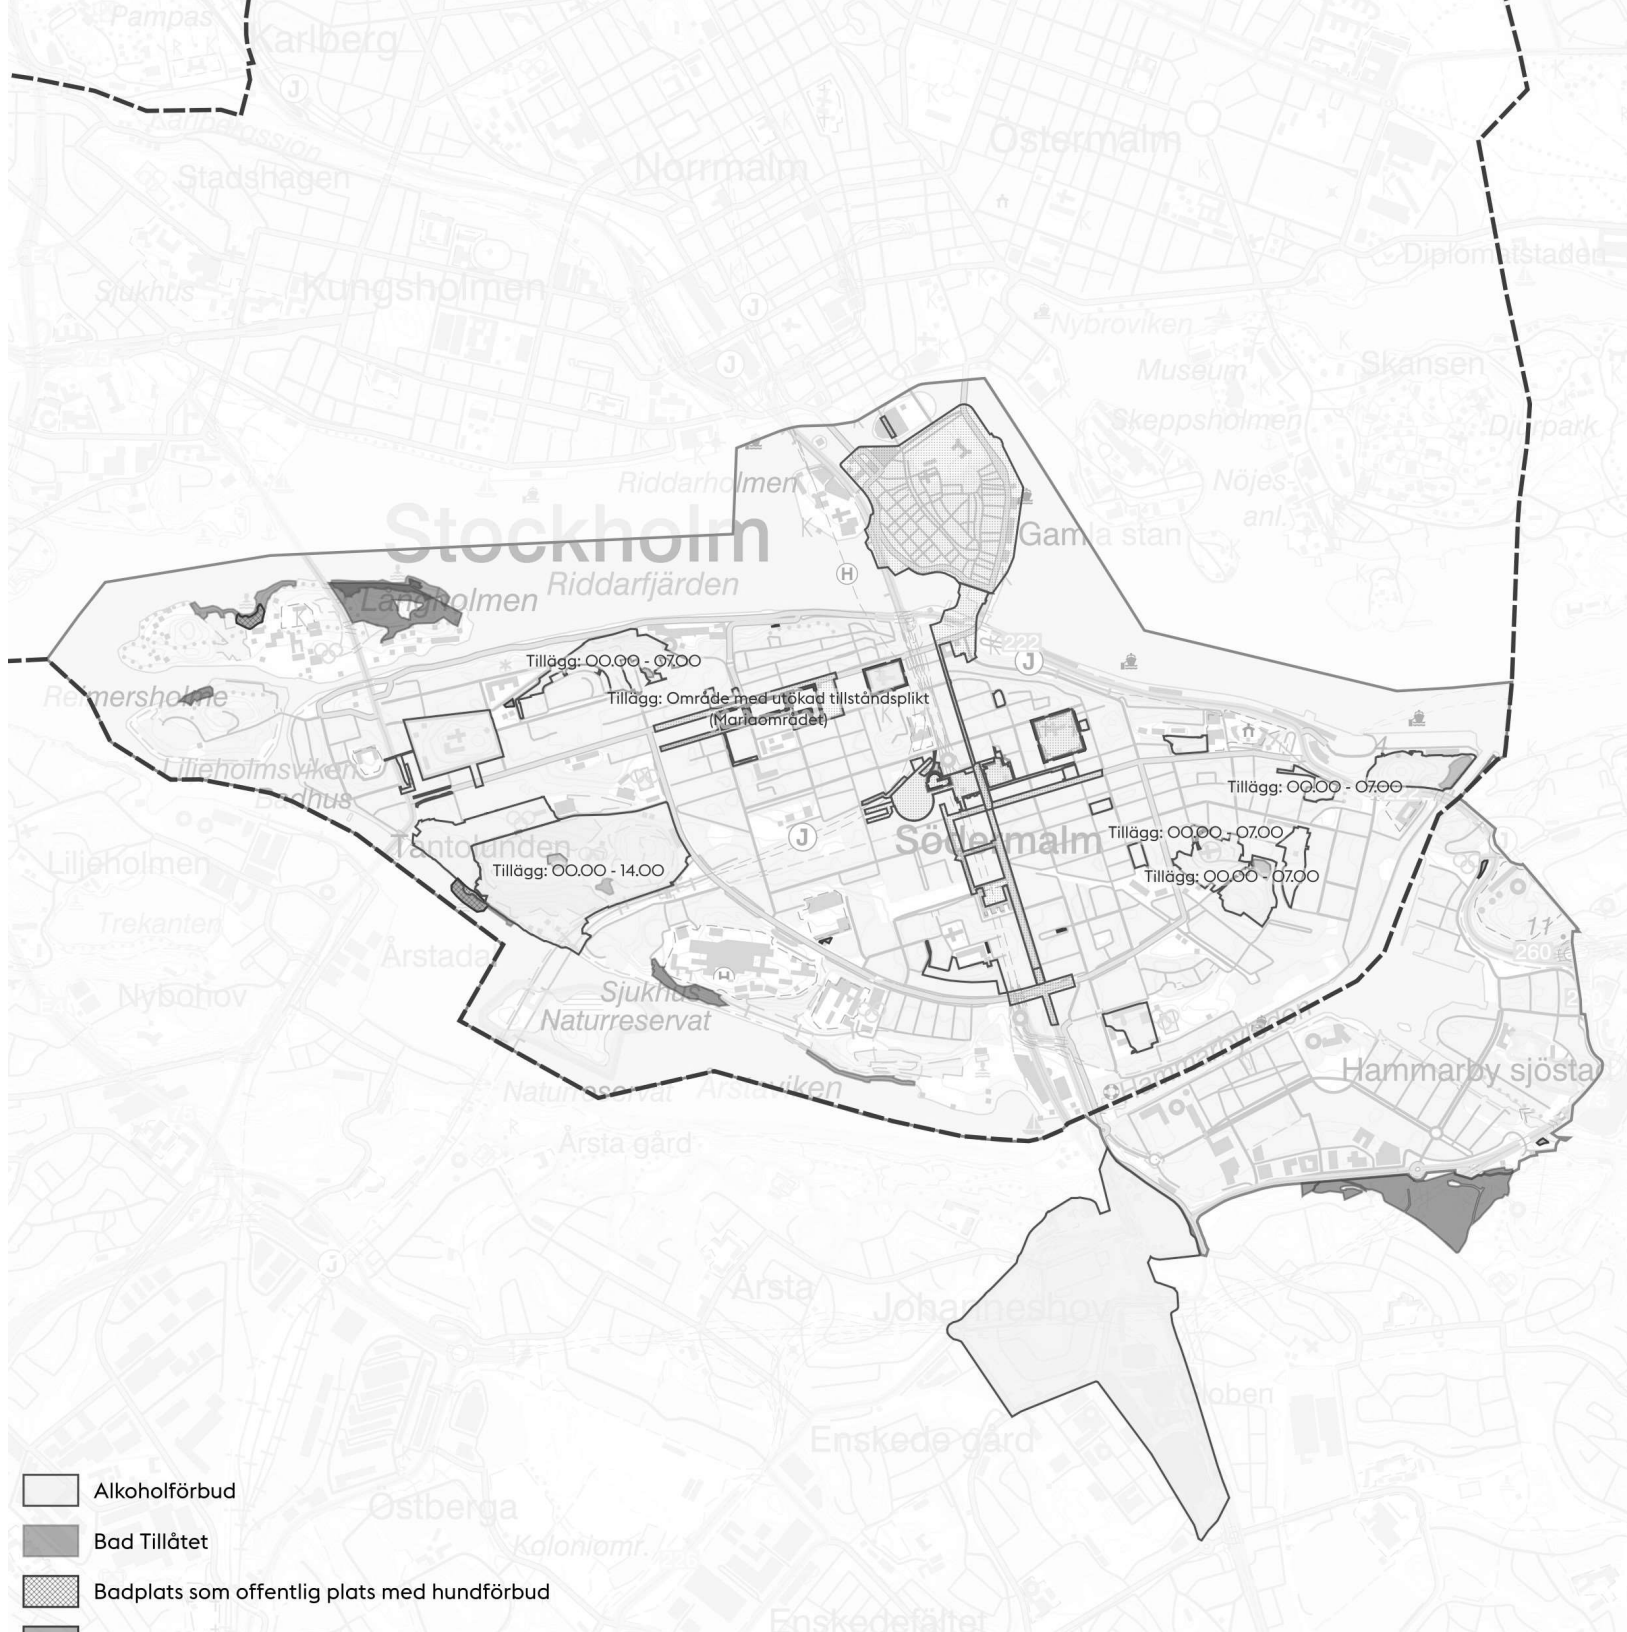 Pampas
Karlberg
Karlbergssjön
Stadshagen
Norrmalm
Östermalm
Diplomatstaden
Sjukhus
Kungsholmen
Nybroviken
Museum
Skansen
Skeppsholmen
Djurpark
Riddarholmen
Nöjes-
anl.
Stockholm
Gamla stan
Riddarfjärden
Långholmen
222
Tillägg: 00.00 - 07.00
Reimersholme
Tillägg: Område med utökad tillståndsplikt
(Mariaområdet)
Liljeholmsviken
Badhus
Tillägg: 00.00 - 07.00
Tantolunden
Södermalm
Tillägg: 00.00 - 07.00
Liljeholmen
Tillägg: 00.00 - 14.00
Tillägg: 00.00 - 07.00
Trekanten
Årstadal
260
Nybohov
Sjukhus
Naturreservat
Hammarby sjöstad
Naturreservat
Årstaviken
Årsta gård
Årsta
Johanneshov
Globen
Enskede gård
Östberga
Koloniomr.
Enskedefältet
Alkoholförbud
Bad Tillåtet
Badplats som offentlig plats med hundförbud